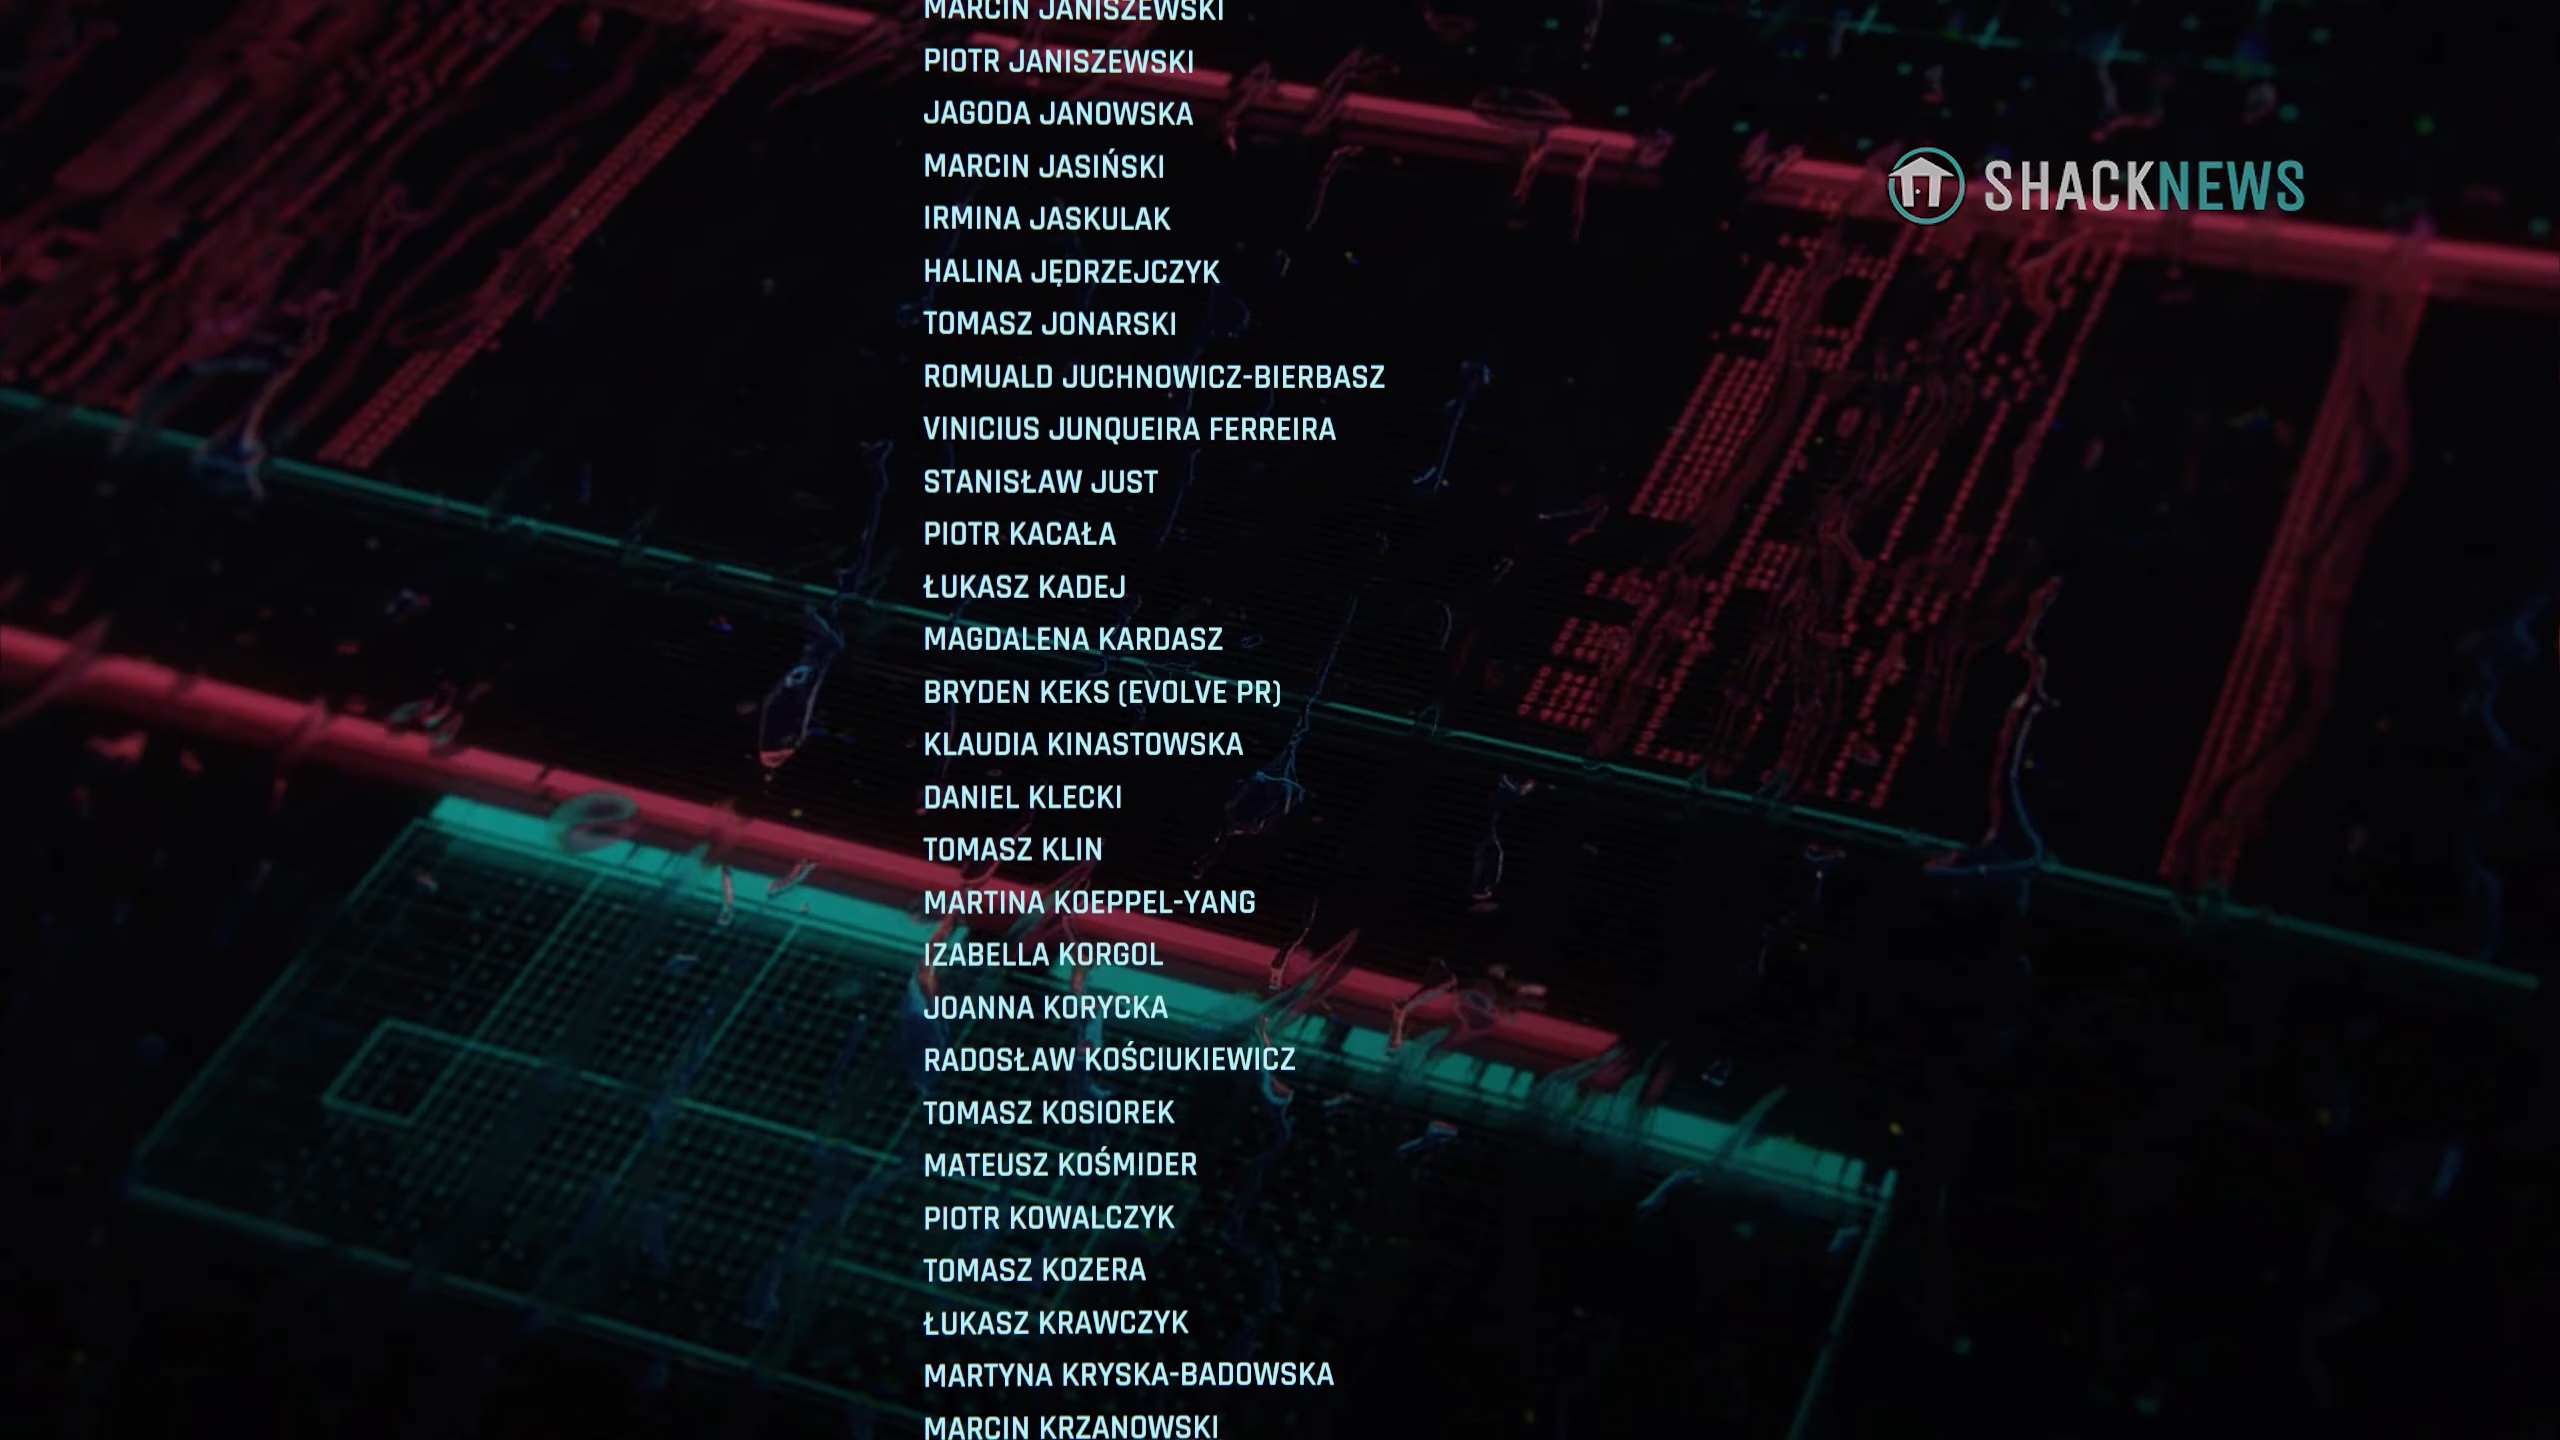 MARCIN JANISZEWSKI
PIOTR JANISZEWSKI
JAGODA JANOWSKA
MARCIN JASIŃSKI
IRMINA JASKULAK
HALINA JĘDRZEJCZYK
TOMASZ JONARSKI
ROMUALD JUCHNOWICZ-BIERBASZ
VINICIUS JUNQUEIRA FERREIRA
STANISŁAW JUST
PIOTR KACAŁA
ŁUKASZ KADEJ
MAGDALENA KARDASZ
BRYDEN KEKS (EVOLVE PR)
KLAUDIA KINASTOWSKA
DANIEL KLECKI
TOMASZ KLIN
MARTINA KOEPPEL-YANG
IZABELLA KORGOL
JOANNA KORYCKA
RADOSŁAW KOŚCIUKIEWICZ
TOMASZ KOSIOREK
MATEUSZ KOŚMIDER
PIOTR KOWALCZYK
TOMASZ KOZERA
ŁUKASZ KRAWCZYK
MARTYNA KRYSKA-BADOWSKA
MARCIN KRZANOWSKI
SHACKNEWS